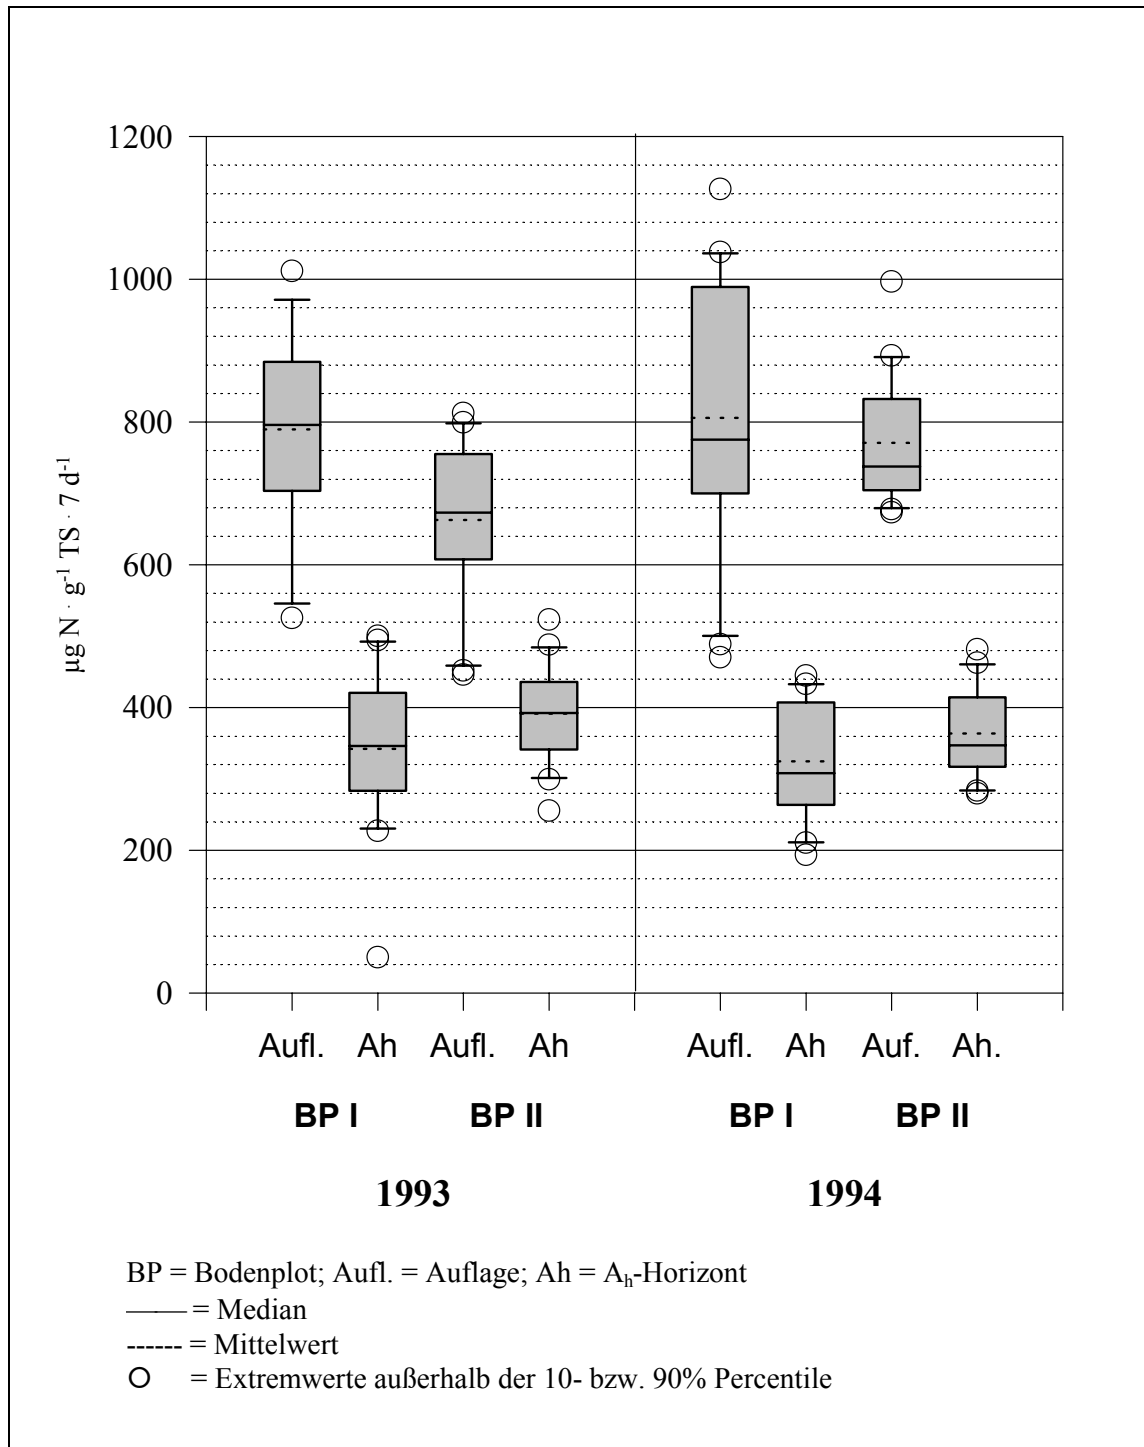 1200
1000
800
600
400
200
0
µg N · g⁻¹ TS · 7 d⁻¹
Aufl. Ah Aufl. Ah Aufl. Ah Auf. Ah.
BP I BP II BP I BP II
1993 1994
BP = Bodenplot; Aufl. = Auflage; Ah = Aₕ-Horizont
= Median
------ = Mittelwert
= Extremwerte außerhalb der 10- bzw. 90% Percentile